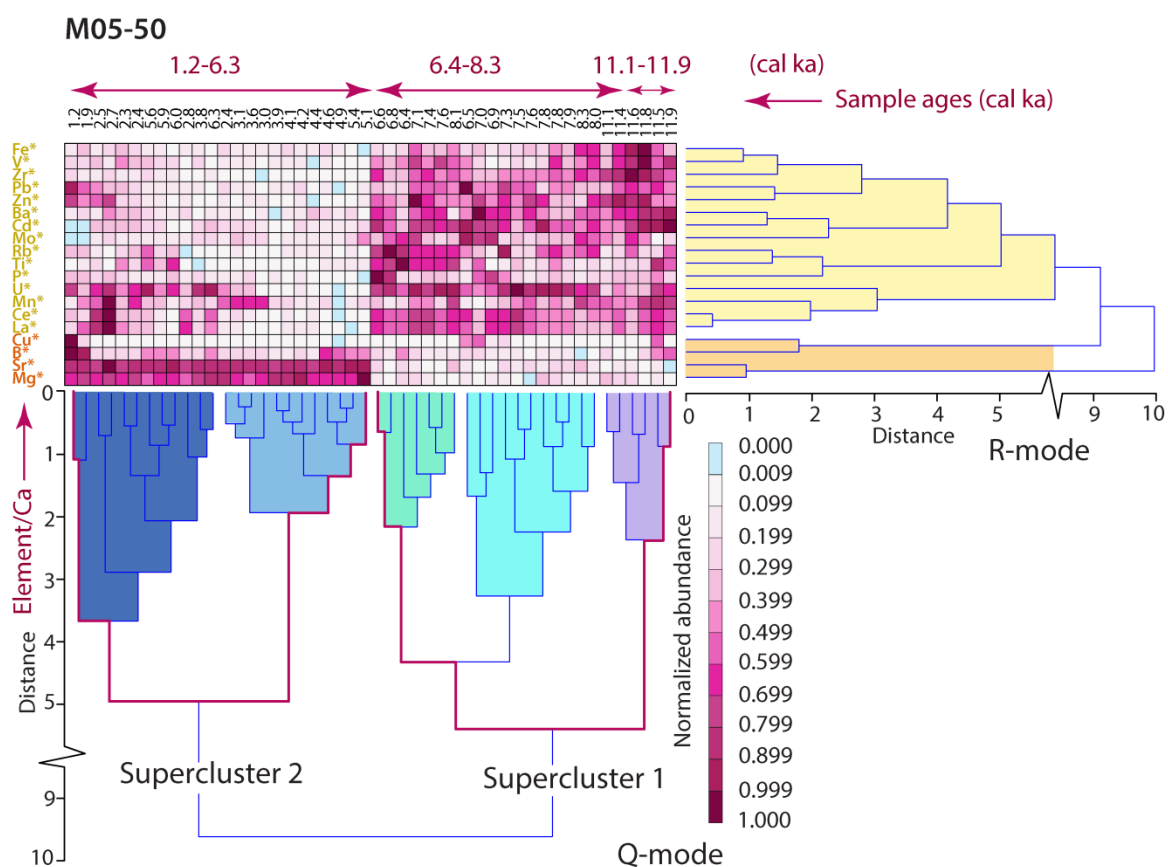 M05-50
1.2-6.3 6.4-8.3 11.1-11.9 (cal ka)
Sample ages (cal ka)
1.2 1.9 2.5 2.7 2.3 2.4 5.6 5.9 6.0 2.8 3.8 6.3 2.4 3.1 3.6 3.0 3.9 4.1 4.2 4.4 4.6 4.9 5.4 5.1 6.6 6.8 6.4 7.1 7.4 7.6 8.1 6.5 7.0 6.9 7.3 7.5 7.6 7.8 7.8 7.9 8.3 8.0 11.1 11.4 11.6 11.8 11.5 11.9
Fe*
V*
Zr*
Pb*
Zn*
Ba*
Cd*
Mo*
Rb*
Ti*
P*
U*
Mn*
Ce*
La*
Cu*
B*
Sr*
Mg*
0 1 2 3 4 5 9 10
Distance
R-mode
Element/Ca
Distance
0
1
2
3
4
5
9
10
Normalized abundance
0.000
0.009
0.099
0.199
0.299
0.399
0.499
0.599
0.699
0.799
0.899
0.999
1.000
Supercluster 2
Supercluster 1
Q-mode